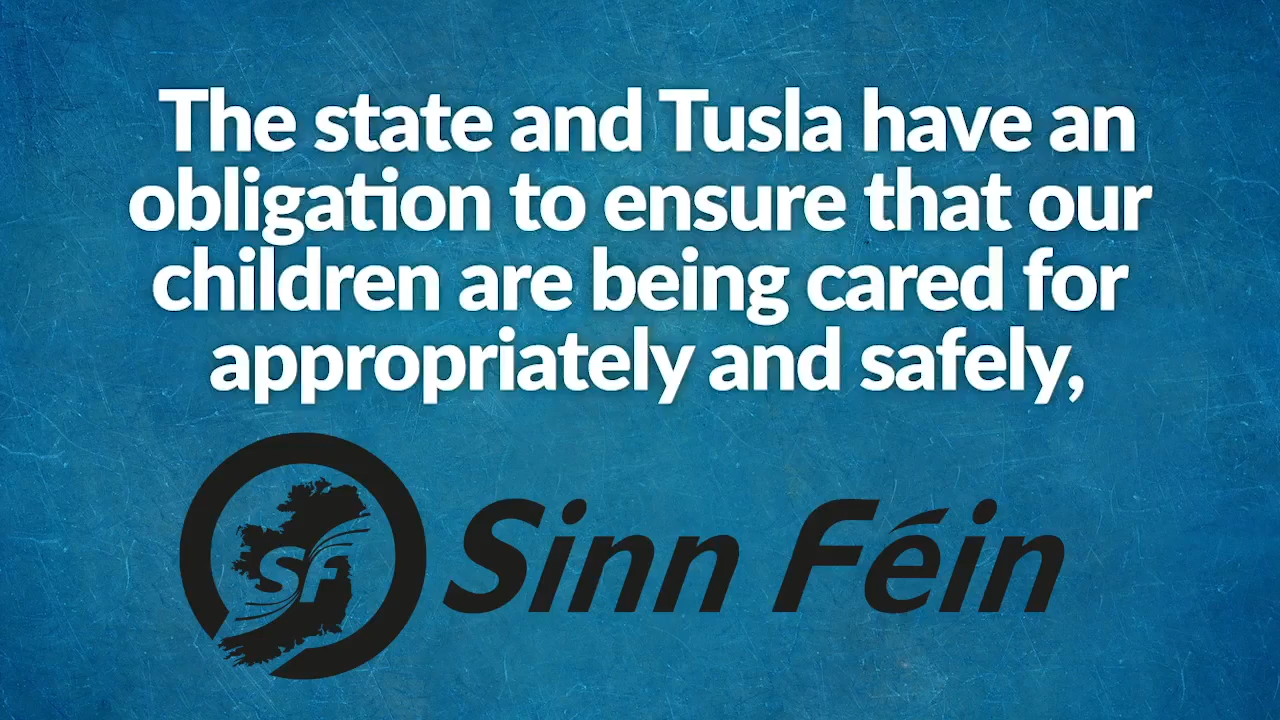 The state and Tusla have an
obligation to ensure that our
children are being cared for
appropriately and safely,
SF
Sinn Féin